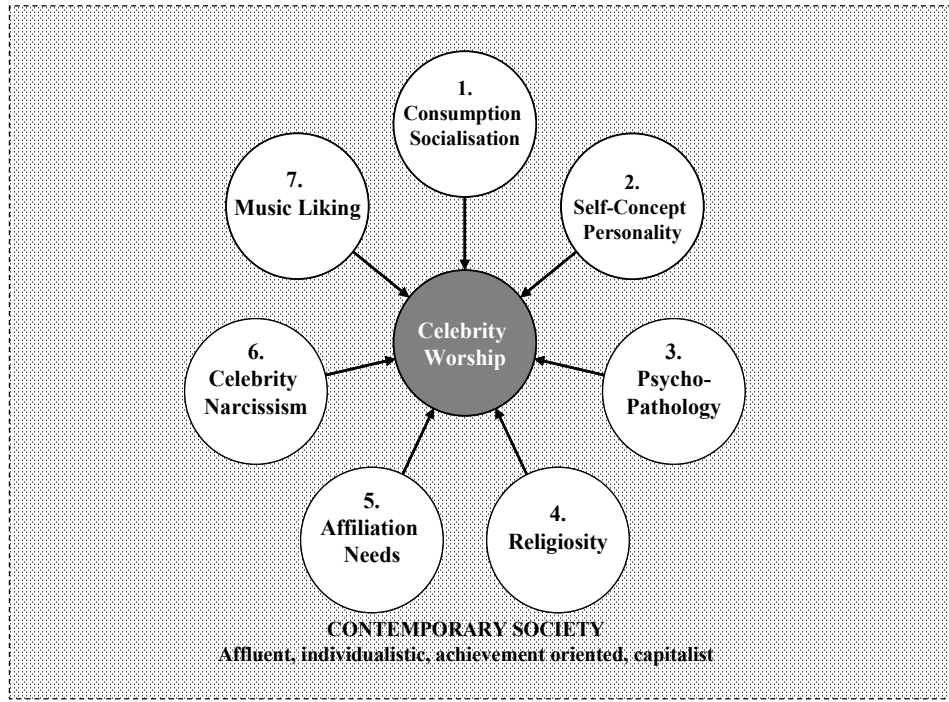 1.
Consumption
Socialisation
2.
Self-Concept
Personality
3.
Psycho-
Pathology
4.
Religiosity
5.
Affiliation
Needs
6.
Celebrity
Narcissism
7.
Music Liking
Celebrity
Worship
CONTEMPORARY SOCIETY
Affluent, individualistic, achievement oriented, capitalist